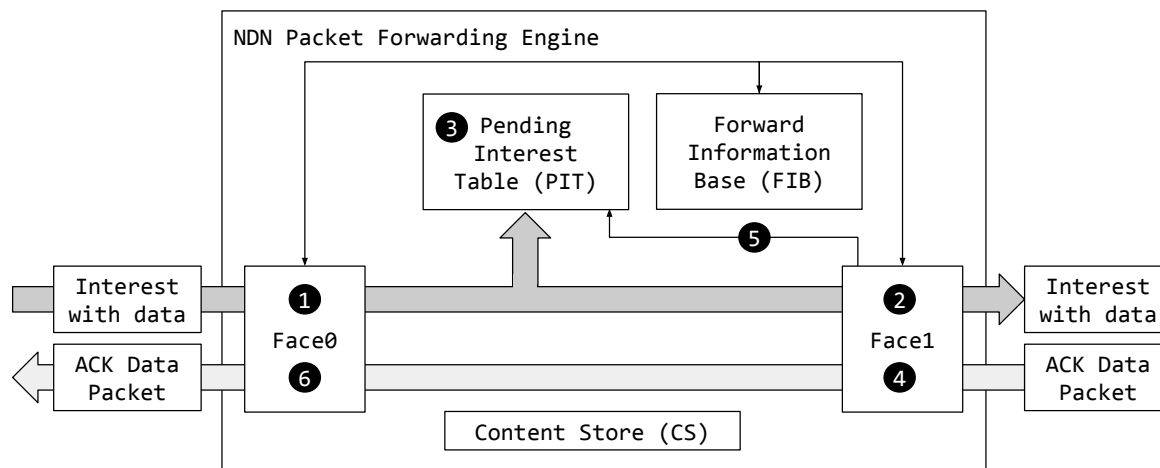 NDN Packet Forwarding Engine
3
Pending
Interest
Table (PIT)
Forward
Information
Base (FIB)
5
Interest
with data
1
Face0
6
2
Face1
4
Interest
with data
ACK Data
Packet
ACK Data
Packet
Content Store (CS)